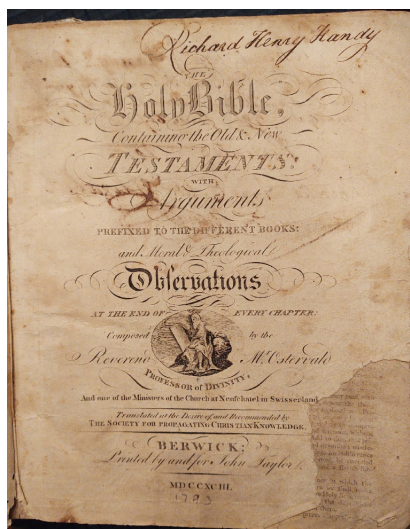 Richard Henry Handy
THE
Holy Bible,
Containing the Old & New
TESTAMENTS:
WITH
Arguments
PREFIXED TO THE DIFFERENT BOOKS:
and Moral & Theological
Observations
AT THE END OF EVERY CHAPTER:
Composed by the
Reverend Mr. Ostervald
PROFESSOR OF DIVINITY,
And one of the Ministers of the Church at Neufchatel in Swisserland
Translated at the Desire of, and Recommended by
THE SOCIETY FOR PROPAGATING CHRISTIAN KNOWLEDGE.
BERWICK:
Printed by and for John Taylor
MDCCXCIII.
1793